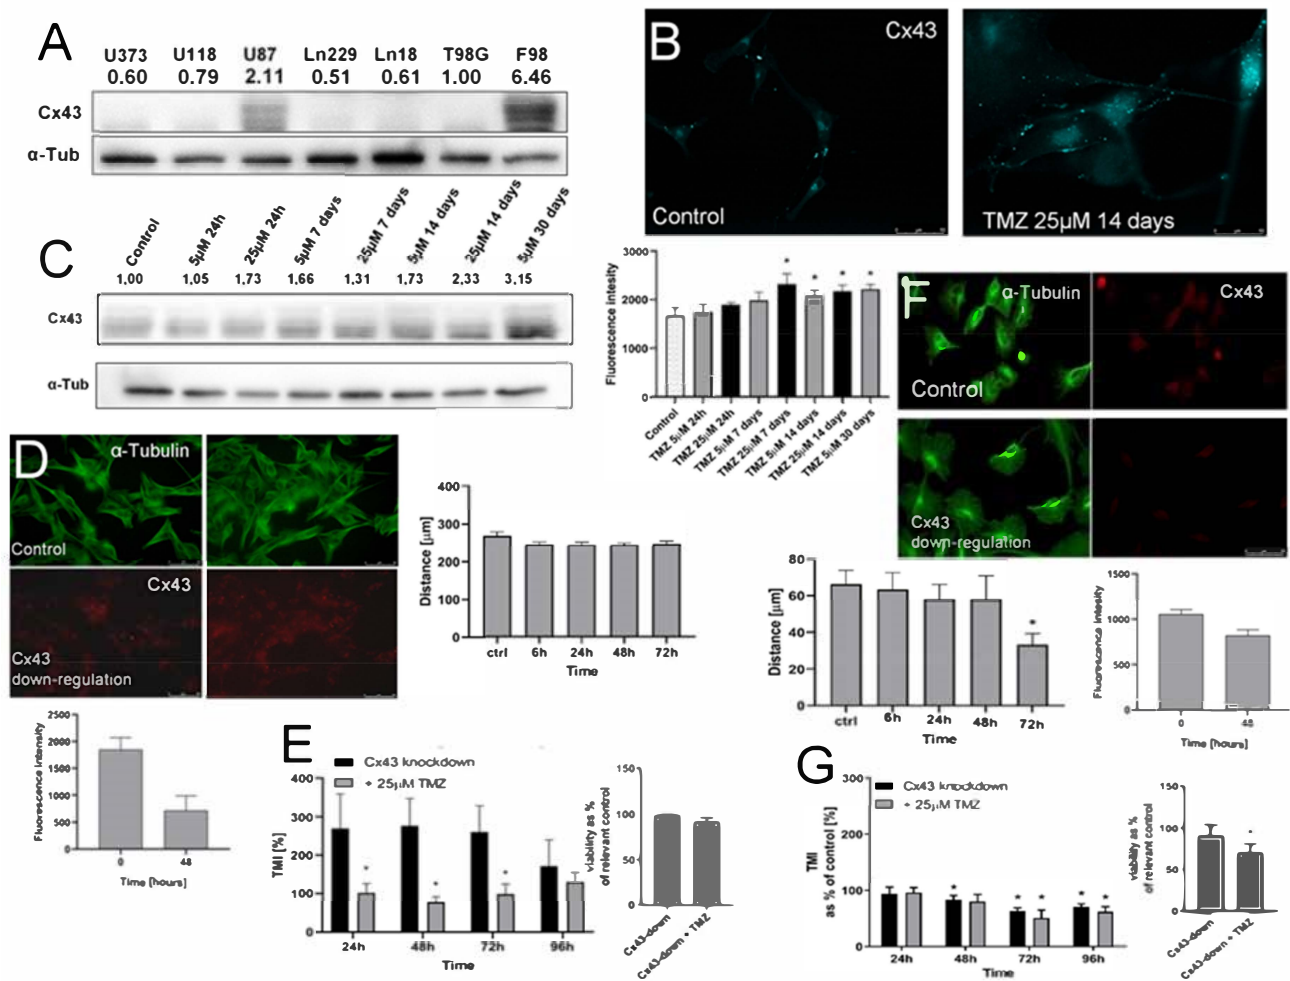 A
U373 U118 U87 Ln229 Ln18 T98G F98
0.60 0.79 2.11 0.51 0.61 1.00 6.46
Cx43
α-Tub
B
Cx43
Control
TMZ 25µM 14 days
C
Control 5µM 24h 25µM 24h 5µM 7 days 25µM 7 days 5µM 14 days 25µM 14 days 5µM 30 days
1,00 1,05 1,73 1,66 1,31 1,73 2,33 3,15
Cx43
α-Tub
Fluorescence intesity
3000
2000
1000
0
* * * *
Control TMZ 5µM 24h TMZ 25µM 24h TMZ 5µM 7 days TMZ 25µM 7 days TMZ 5µM 14 days TMZ 25µM 14 days TMZ 5µM 30 days
D
α-Tubulin
Control
Cx43
Cx43
down-regulation
Distance [µm]
400
300
200
100
0
ctrl 6h 24h 48h 72h
Time
Fluorescence intensity
2500
2000
1500
1000
500
0
0 48
Time [hours]
E
Cx43 knockdown
+ 25µM TMZ
TMI [%]
400
300
200
100
0
* * *
24h 48h 72h 96h
Time
viability as %
of relevant control
150
100
50
0
Cx43-down
Cx43-down + TMZ
F
α-Tubulin
Cx43
Control
Cx43
down-regulation
Distance [µm]
80
60
40
20
0
*
ctrl 6h 24h 48h 72h
Time
Fluorescence intesity
1500
1000
500
0
0 48
Time [hours]
G
Cx43 knockdown
+ 25µM TMZ
TMI
as % of control [%]
300
200
100
0
* * * * *
24h 48h 72h 96h
Time
viability as %
of relevant control
150
100
50
0
*
Cx43-down
Cx43-down + TMZ